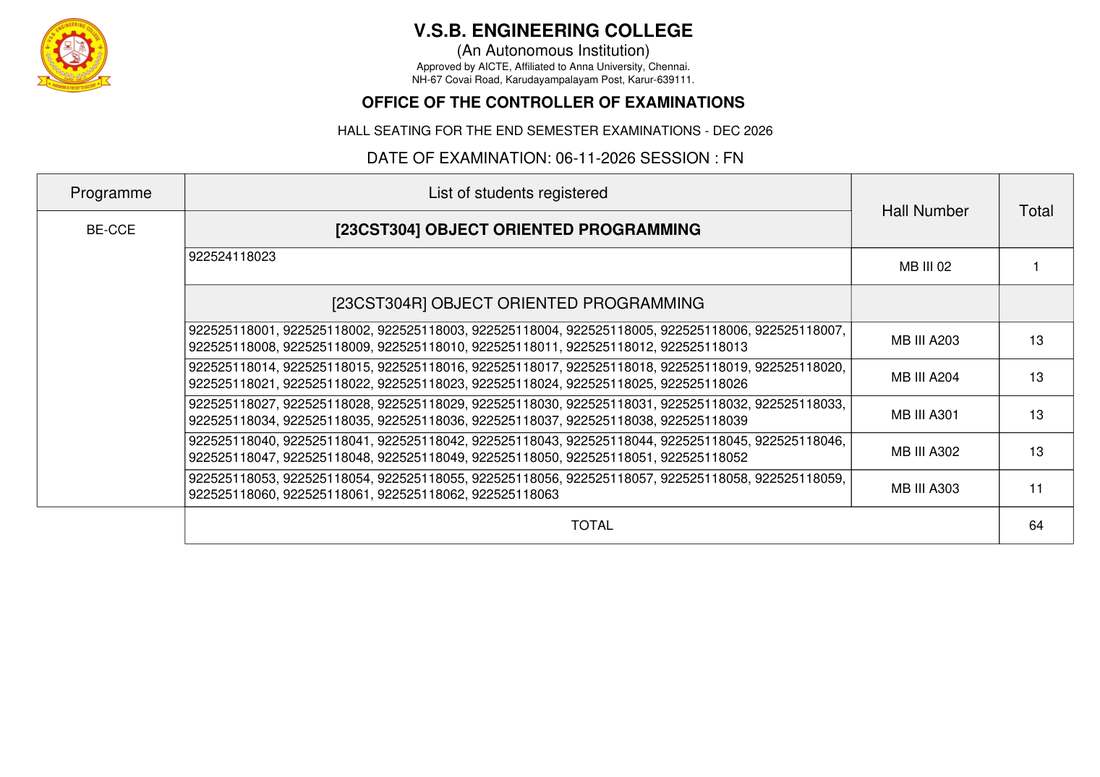 V.S.B. ENGINEERING COLLEGE
(An Autonomous Institution)
Approved by AICTE, Affiliated to Anna University, Chennai.
NH-67 Covai Road, Karudayampalayam Post, Karur-639111.
OFFICE OF THE CONTROLLER OF EXAMINATIONS
HALL SEATING FOR THE END SEMESTER EXAMINATIONS - DEC 2026
DATE OF EXAMINATION: 06-11-2026 SESSION : FN
Programme List of students registered Hall Number Total
BE-CCE [23CST304] OBJECT ORIENTED PROGRAMMING
922524118023 MB III 02 1
[23CST304R] OBJECT ORIENTED PROGRAMMING
922525118001, 922525118002, 922525118003, 922525118004, 922525118005, 922525118006, 922525118007,
922525118008, 922525118009, 922525118010, 922525118011, 922525118012, 922525118013 MB III A203 13
922525118014, 922525118015, 922525118016, 922525118017, 922525118018, 922525118019, 922525118020,
922525118021, 922525118022, 922525118023, 922525118024, 922525118025, 922525118026 MB III A204 13
922525118027, 922525118028, 922525118029, 922525118030, 922525118031, 922525118032, 922525118033,
922525118034, 922525118035, 922525118036, 922525118037, 922525118038, 922525118039 MB III A301 13
922525118040, 922525118041, 922525118042, 922525118043, 922525118044, 922525118045, 922525118046,
922525118047, 922525118048, 922525118049, 922525118050, 922525118051, 922525118052 MB III A302 13
922525118053, 922525118054, 922525118055, 922525118056, 922525118057, 922525118058, 922525118059,
922525118060, 922525118061, 922525118062, 922525118063 MB III A303 11
TOTAL 64